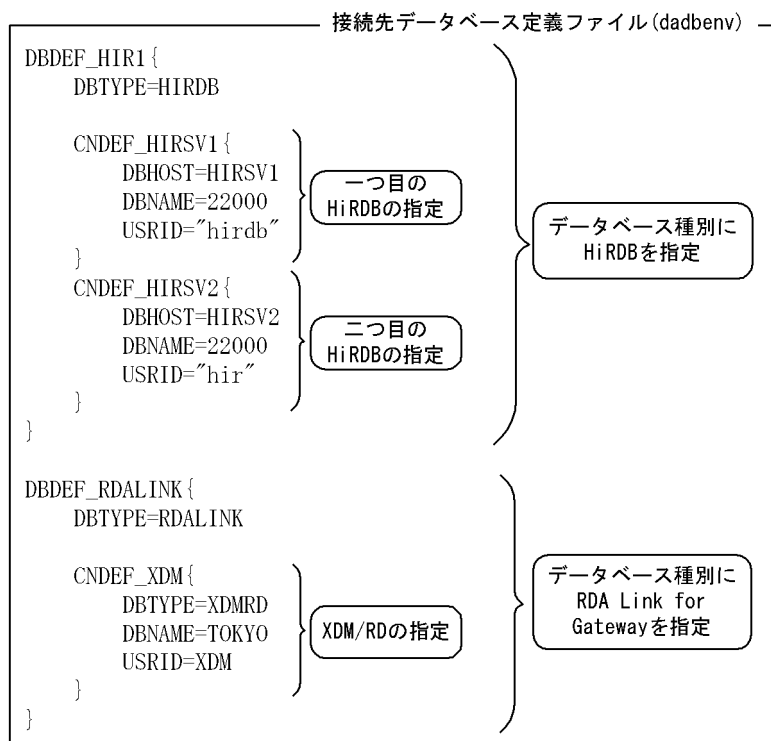 接続先データベース定義ファイル(dadbenv)
DBDEF_HIR1{
DBTYPE=HIRDB
CNDEF_HIRSV1{
DBHOST=HIRSV1
DBNAME=22000
USRID="hirdb"
}
一つ目の
HiRDBの指定
データベース種別に
HiRDBを指定
CNDEF_HIRSV2{
DBHOST=HIRSV2
DBNAME=22000
USRID="hir"
}
二つ目の
HiRDBの指定
}
DBDEF_RDALINK{
DBTYPE=RDALINK
CNDEF_XDM{
DBTYPE=XDMRD
DBNAME=TOKYO
USRID=XDM
}
XDM/RDの指定
データベース種別に
RDA Link for
Gatewayを指定
}